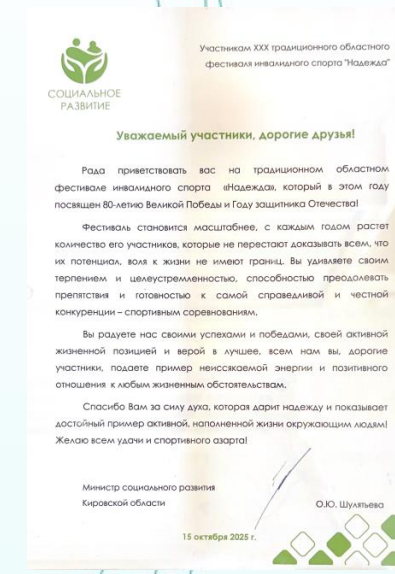 Участникам XXX традиционного областного
фестиваля инвалидного спорта "Надежда"
СОЦИАЛЬНОЕ
РАЗВИТИЕ
Уважаемый участники, дорогие друзья!
Рада приветствовать вас на традиционном областном
фестивале инвалидного спорта «Надежда», который в этом году
посвящен 80-летию Великой Победы и Году защитника Отечества!
Фестиваль становится масштабнее, с каждым годом растет
количество его участников, которые не перестают доказывать всем, что
их потенциал, воля к жизни не имеют границ. Вы удивляете своим
терпением и целеустремленностью, способностью преодолевать
препятствия и готовностью к самой справедливой и честной
конкуренции – спортивным соревнованиям.
Вы радуете нас своими успехами и победами, своей активной
жизненной позицией и верой в лучшее, всем нам вы, дорогие
участники, подаете пример неиссякаемой энергии и позитивного
отношения к любым жизненным обстоятельствам.
Спасибо Вам за силу духа, которая дарит надежду и показывает
достойный пример активной, наполненной жизни окружающим людям!
Желаю всем удачи и спортивного азарта!
Министр социального развития
Кировской области
О.Ю. Шулятьева
15 октября 2025 г.